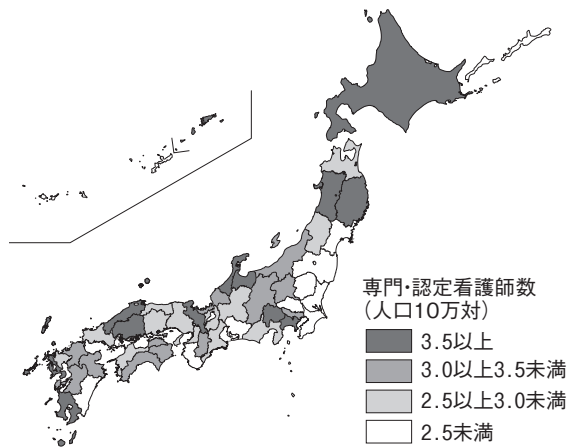 専門・認定看護師数
(人口10万対)
3.5以上
3.0以上3.5未満
2.5以上3.0未満
2.5未満